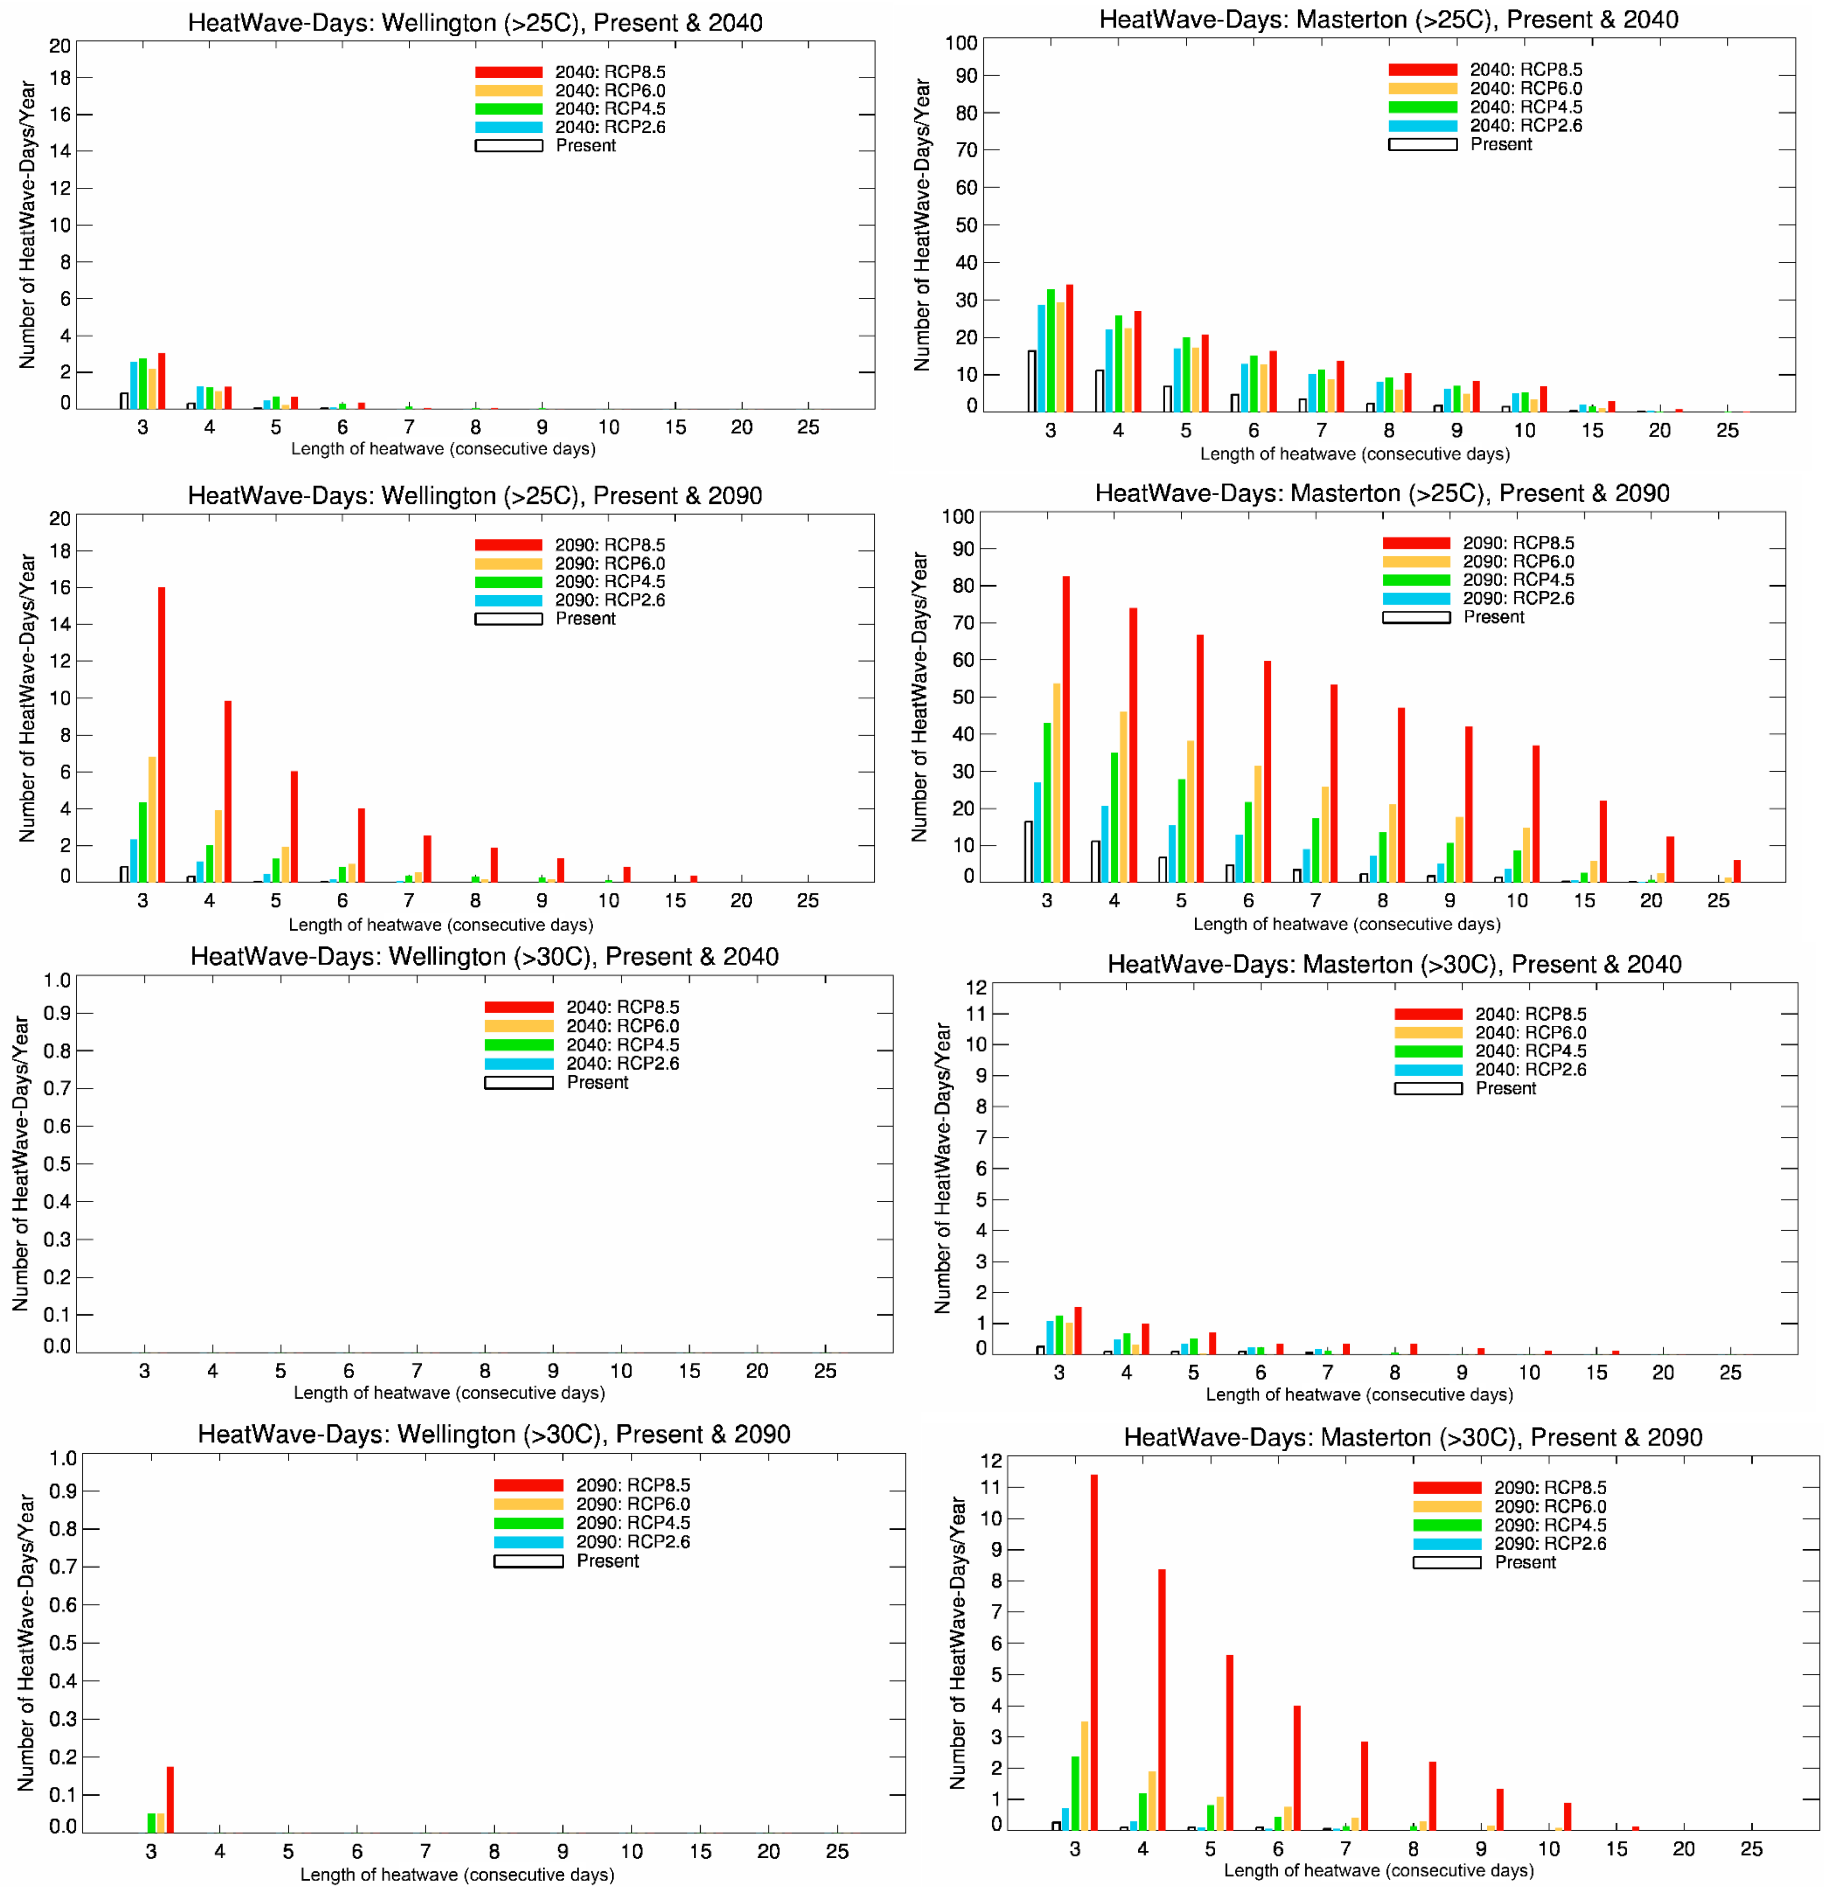 HeatWave-Days: Wellington (>25C), Present & 2040
Number of HeatWave-Days/Year
20
18
16
14
12
10
8
6
4
2
0
2040: RCP8.5
2040: RCP6.0
2040: RCP4.5
2040: RCP2.6
Present
3 4 5 6 7 8 9 10 15 20 25
Length of heatwave (consecutive days)
HeatWave-Days: Masterton (>25C), Present & 2040
Number of HeatWave-Days/Year
100
90
80
70
60
50
40
30
20
10
0
2040: RCP8.5
2040: RCP6.0
2040: RCP4.5
2040: RCP2.6
Present
3 4 5 6 7 8 9 10 15 20 25
Length of heatwave (consecutive days)
HeatWave-Days: Wellington (>25C), Present & 2090
Number of HeatWave-Days/Year
20
18
16
14
12
10
8
6
4
2
0
2090: RCP8.5
2090: RCP6.0
2090: RCP4.5
2090: RCP2.6
Present
3 4 5 6 7 8 9 10 15 20 25
Length of heatwave (consecutive days)
HeatWave-Days: Masterton (>25C), Present & 2090
Number of HeatWave-Days/Year
100
90
80
70
60
50
40
30
20
10
0
2090: RCP8.5
2090: RCP6.0
2090: RCP4.5
2090: RCP2.6
Present
3 4 5 6 7 8 9 10 15 20 25
Length of heatwave (consecutive days)
HeatWave-Days: Wellington (>30C), Present & 2040
Number of HeatWave-Days/Year
1.0
0.9
0.8
0.7
0.6
0.5
0.4
0.3
0.2
0.1
0.0
2040: RCP8.5
2040: RCP6.0
2040: RCP4.5
2040: RCP2.6
Present
3 4 5 6 7 8 9 10 15 20 25
Length of heatwave (consecutive days)
HeatWave-Days: Masterton (>30C), Present & 2040
Number of HeatWave-Days/Year
12
11
10
9
8
7
6
5
4
3
2
1
0
2040: RCP8.5
2040: RCP6.0
2040: RCP4.5
2040: RCP2.6
Present
3 4 5 6 7 8 9 10 15 20 25
Length of heatwave (consecutive days)
HeatWave-Days: Wellington (>30C), Present & 2090
Number of HeatWave-Days/Year
1.0
0.9
0.8
0.7
0.6
0.5
0.4
0.3
0.2
0.1
0.0
2090: RCP8.5
2090: RCP6.0
2090: RCP4.5
2090: RCP2.6
Present
3 4 5 6 7 8 9 10 15 20 25
Length of heatwave (consecutive days)
HeatWave-Days: Masterton (>30C), Present & 2090
Number of HeatWave-Days/Year
12
11
10
9
8
7
6
5
4
3
2
1
0
2090: RCP8.5
2090: RCP6.0
2090: RCP4.5
2090: RCP2.6
Present
3 4 5 6 7 8 9 10 15 20 25
Length of heatwave (consecutive days)